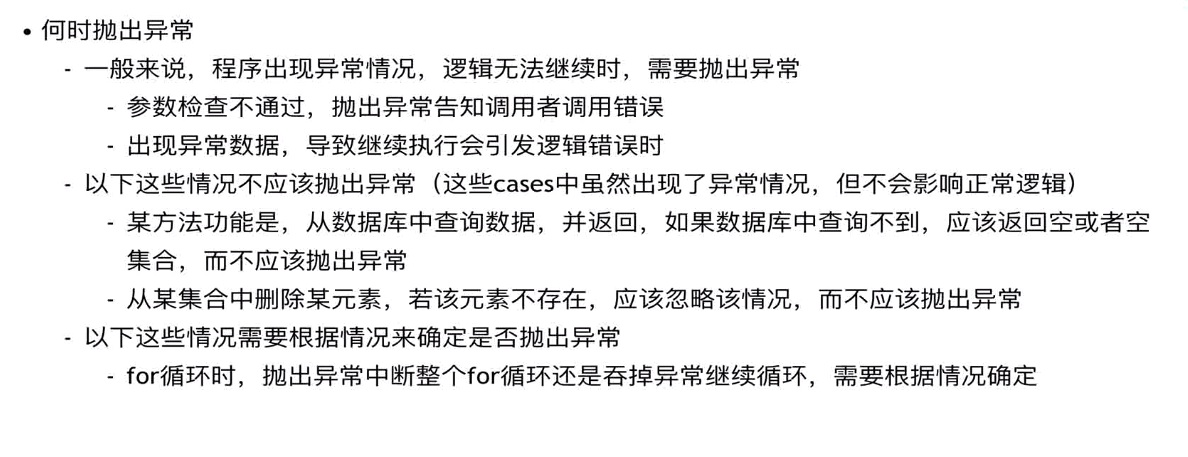 • 何时抛出异常
- 一般来说，程序出现异常情况，逻辑无法继续时，需要抛出异常
- 参数检查不通过，抛出异常告知调用者调用错误
- 出现异常数据，导致继续执行会引发逻辑错误时
- 以下这些情况不应该抛出异常（这些cases中虽然出现了异常情况，但不会影响正常逻辑）
- 某方法功能是，从数据库中查询数据，并返回，如果数据库中查询不到，应该返回空或者空
集合，而不应该抛出异常
- 从某集合中删除某元素，若该元素不存在，应该忽略该情况，而不应该抛出异常
- 以下这些情况需要根据情况来确定是否抛出异常
- for循环时，抛出异常中断整个for循环还是吞掉异常继续循环，需要根据情况确定